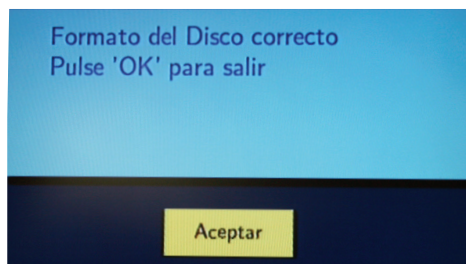 Formato del Disco correcto
Pulse 'OK' para salir
Aceptar